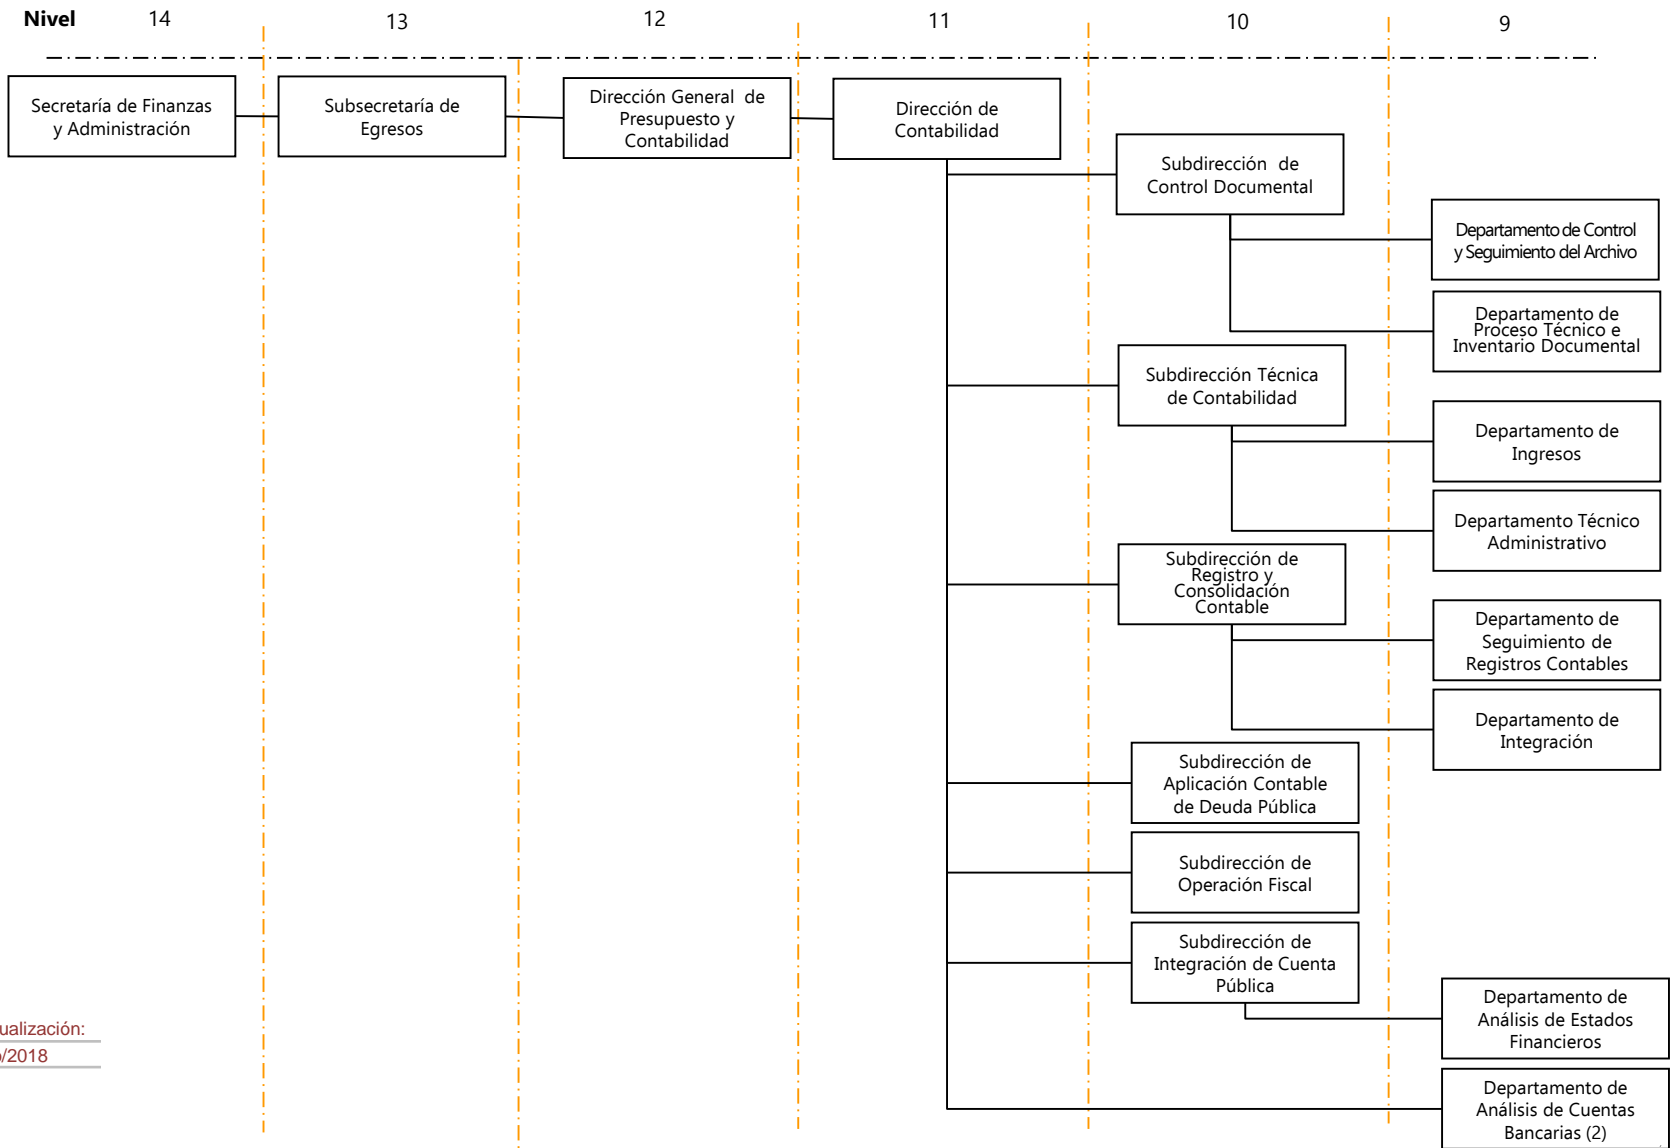 Nivel 14 13 12 11 10 9
Secretaría de Finanzas
y Administración
Subsecretaría de
Egresos
Dirección General de
Presupuesto y
Contabilidad
Dirección de
Contabilidad
Subdirección de
Control Documental
Departamento de Control
y Seguimiento del Archivo
Departamento de
Proceso Técnico e
Inventario Documental
Subdirección Técnica
de Contabilidad
Departamento de
Ingresos
Departamento Técnico
Administrativo
Subdirección de
Registro y
Consolidación
Contable
Departamento de
Seguimiento de
Registros Contables
Departamento de
Integración
Subdirección de
Aplicación Contable
de Deuda Pública
Subdirección de
Operación Fiscal
Subdirección de
Integración de Cuenta
Pública
Departamento de
Análisis de Estados
Financieros
Departamento de
Análisis de Cuentas
Bancarias (2)
ualización:
/2018